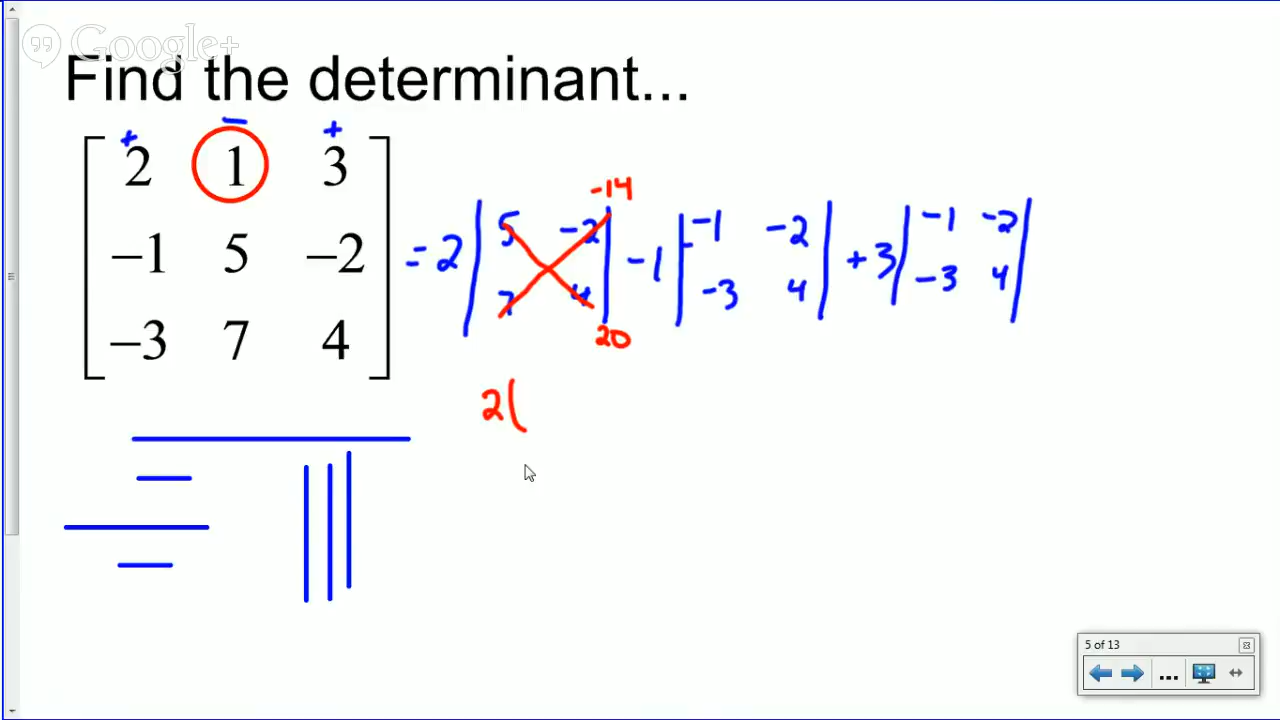 Google+
Find the determinant...
+ − +
2 1 3
−1 5 −2
−3 7 4
= 2 | 5 -2 | -1 | -1 -2 | + 3 | -1 -2 |
7 4 -3 4 -3 4
-14
20
2(
5 of 13
...